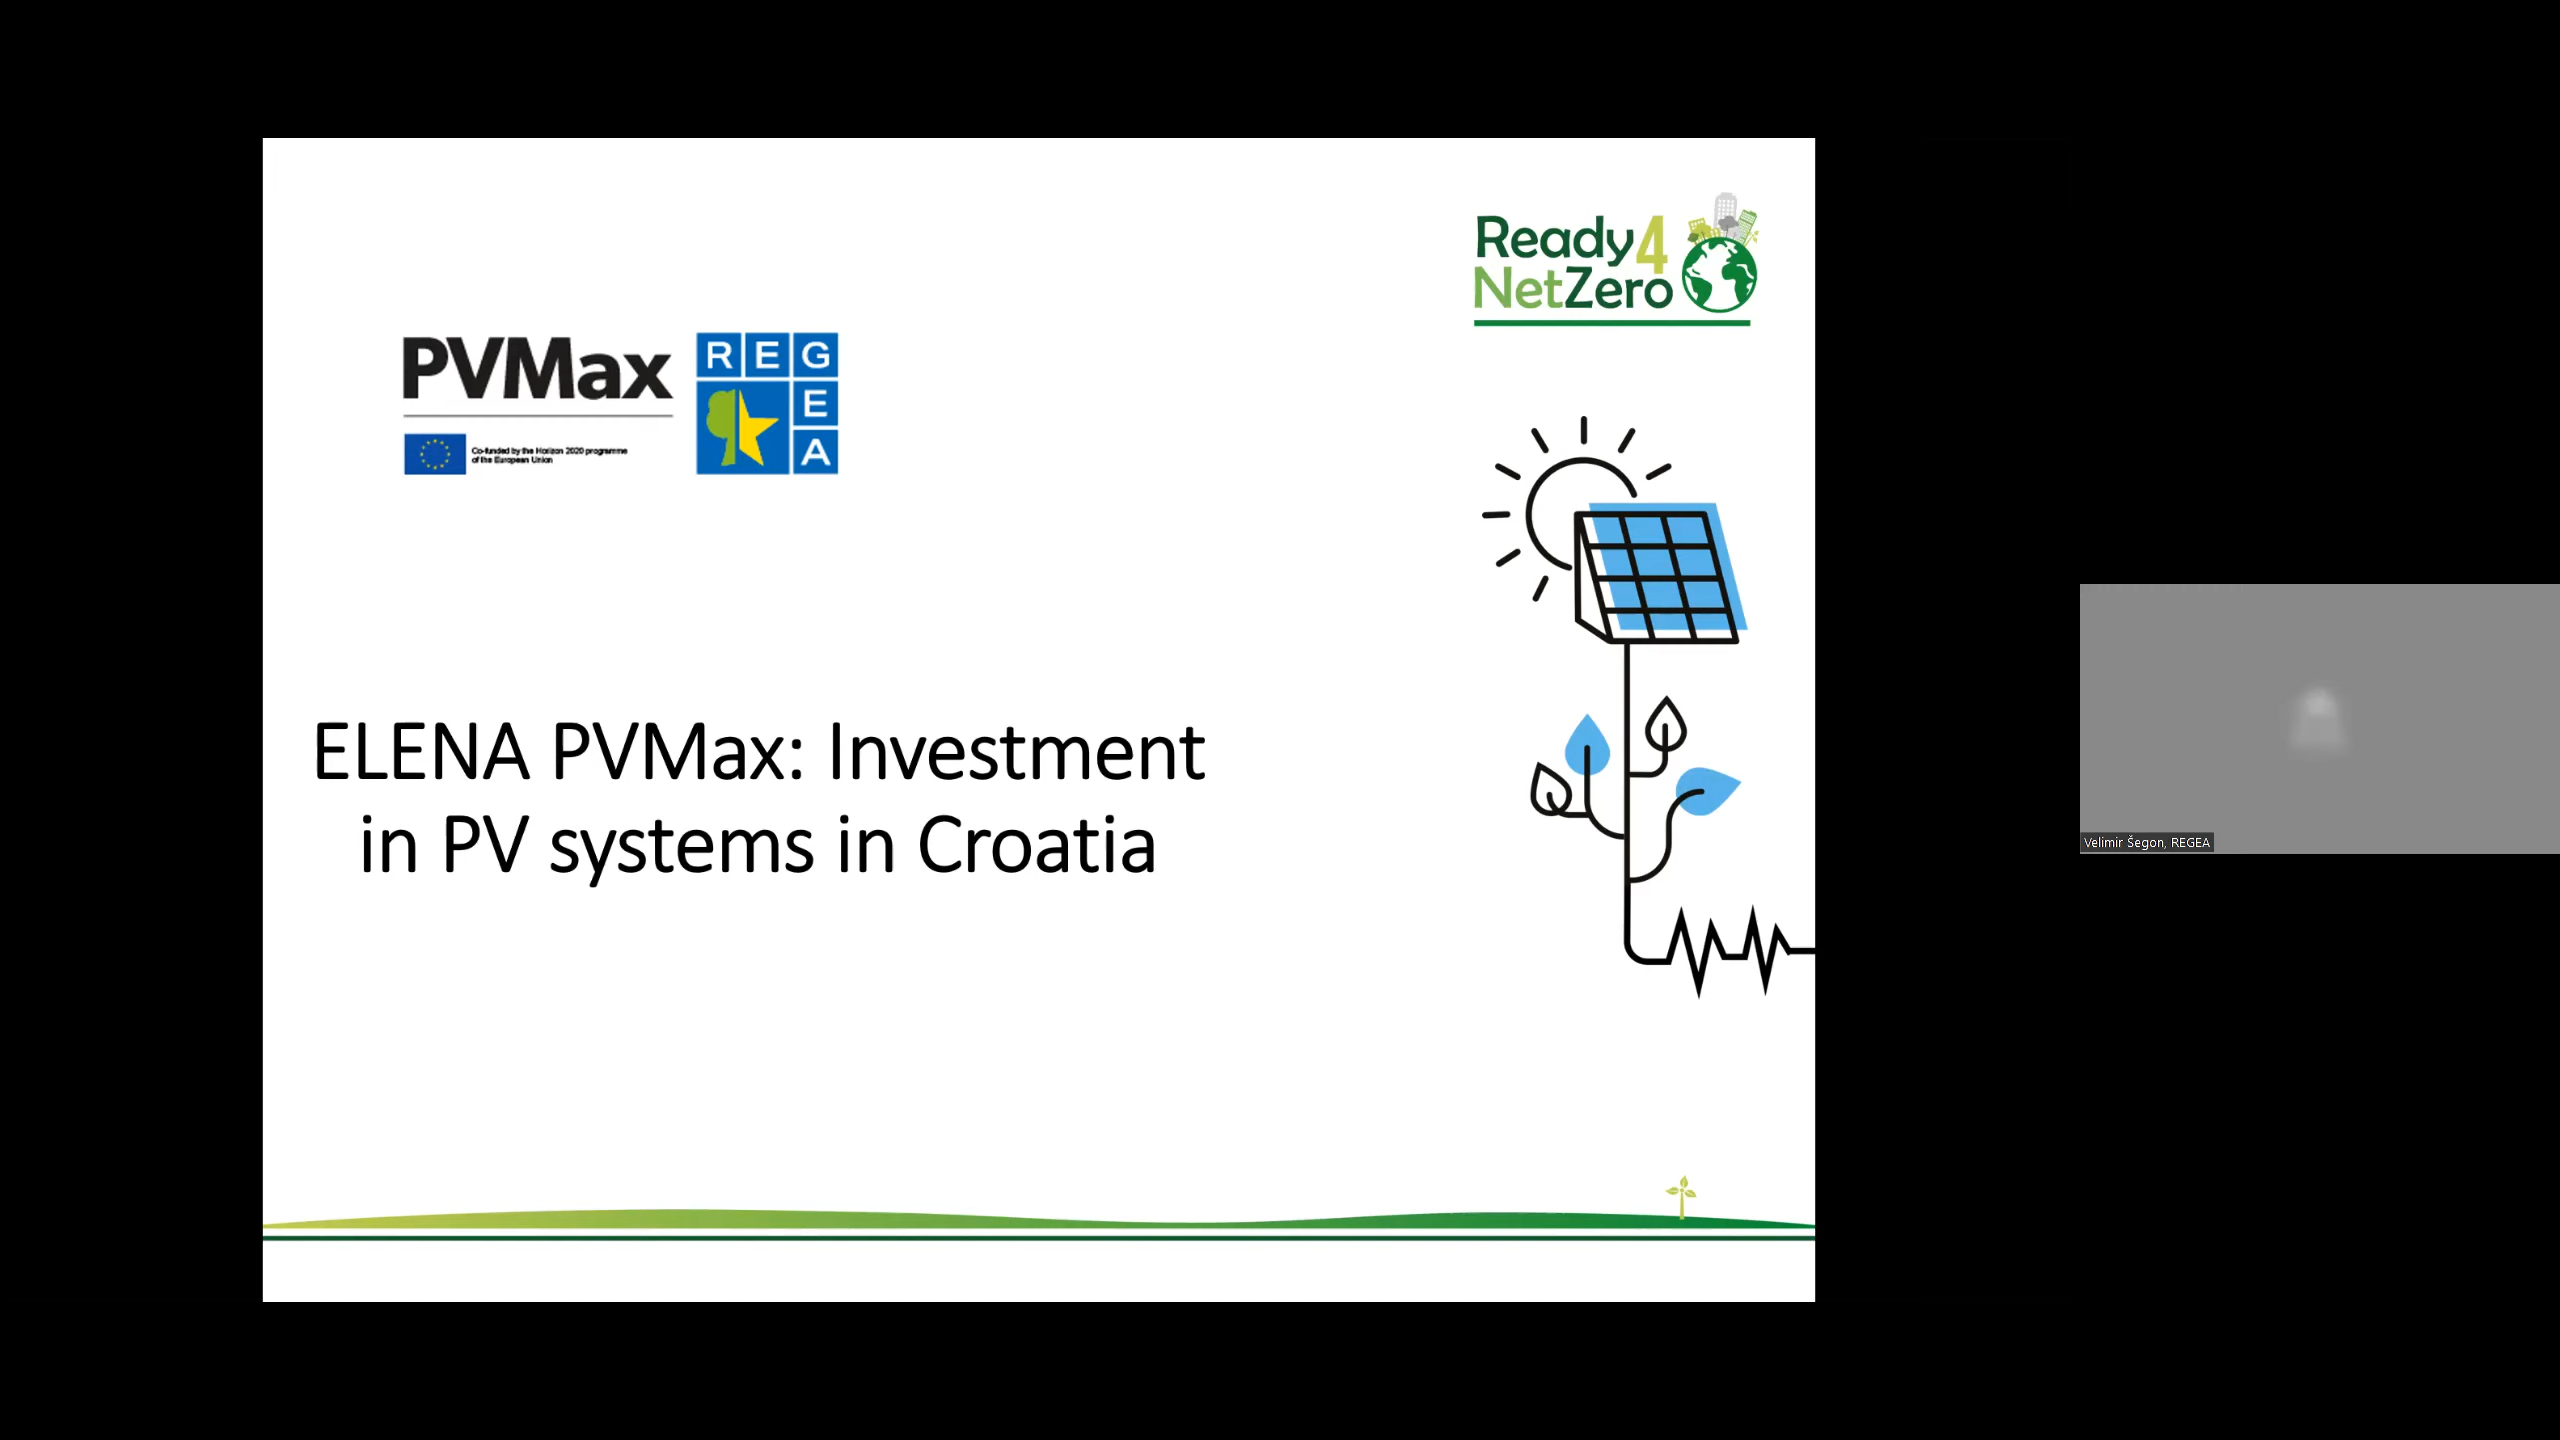 Ready4
NetZero
PVMax
REG
E
A
Co-funded by the Horizon 2020 programme
of the European Union
ELENA PVMax: Investment
in PV systems in Croatia
Velimir Šegon, REGEA